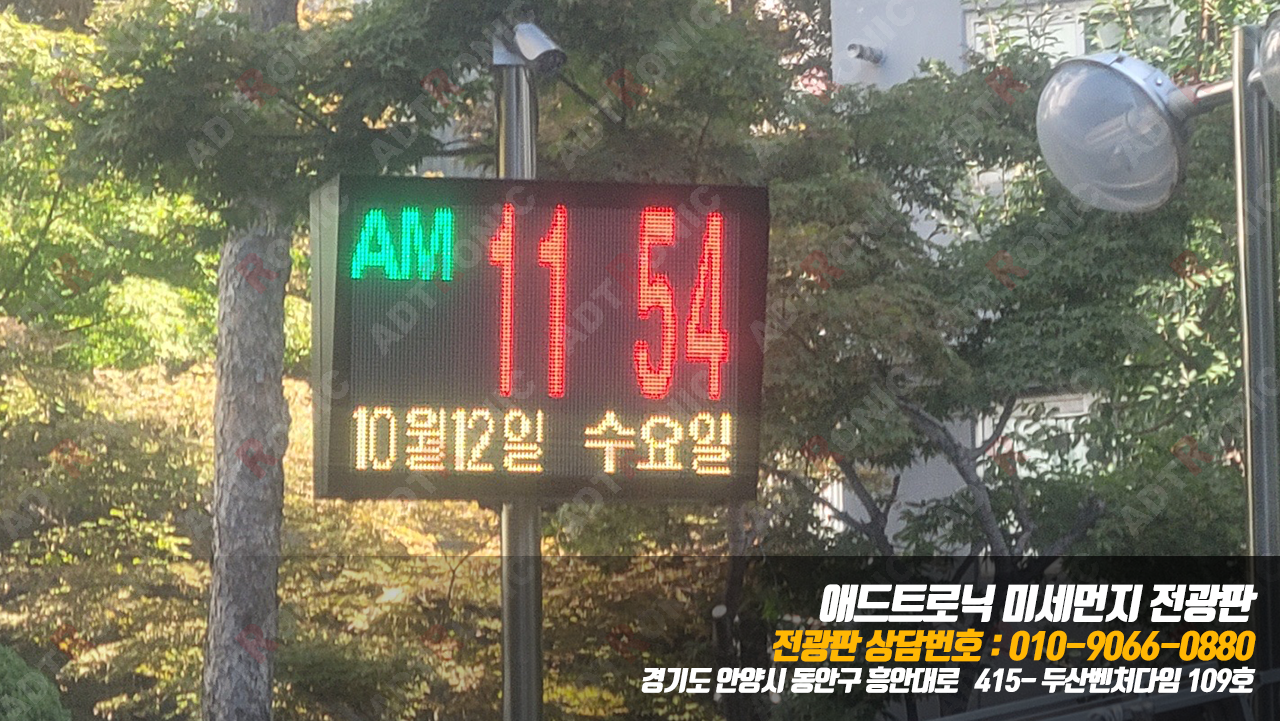 AM 11 54
10월12일 수요일
애드트로닉 미세먼지 전광판
전광판 상담번호 : 010-9066-0880
경기도 안양시 동안구 흥안대로 415- 두산벤쳐다임 109호
ADTRONIC